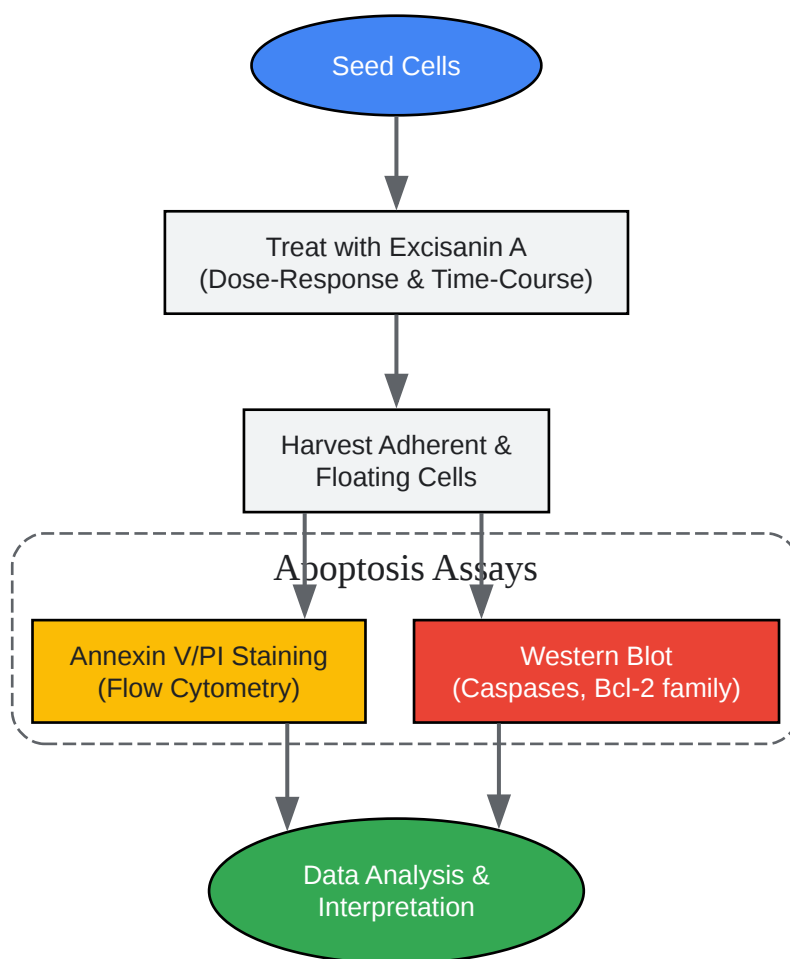 Seed Cells
Treat with Excisanin A
(Dose-Response & Time-Course)
Harvest Adherent &
Floating Cells
Apoptosis Assays
Annexin V/PI Staining
(Flow Cytometry)
Western Blot
(Caspases, Bcl-2 family)
Data Analysis &
Interpretation